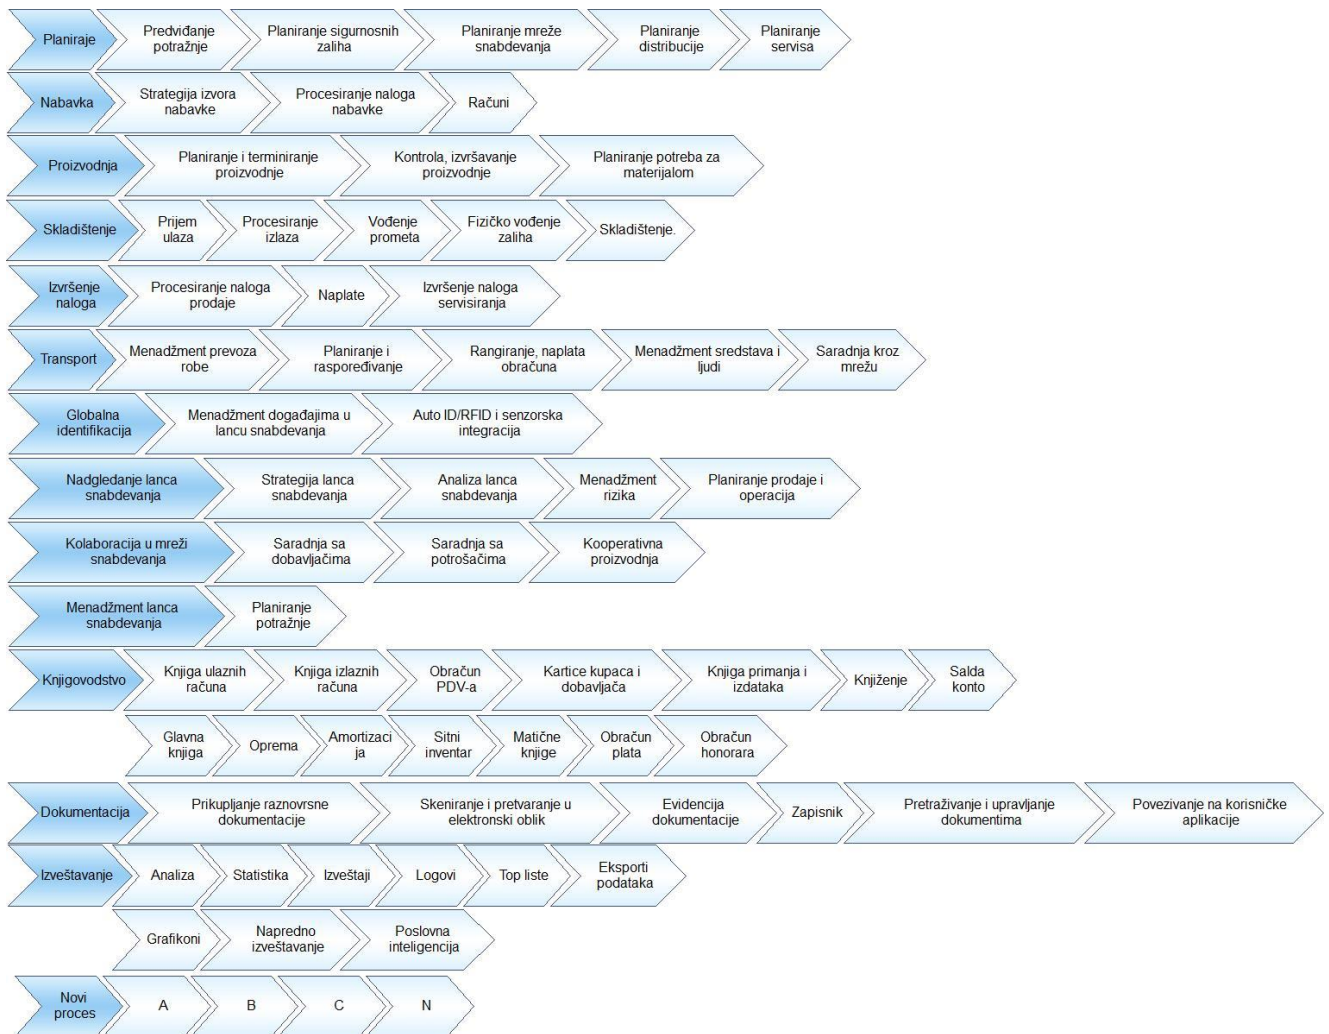 Planiraje
Predviđanje
potražnje
Planiranje sigurnosnih
zaliha
Planiranje mreže
snabdevanja
Planiranje
distribucije
Planiranje
servisa
Nabavka
Strategija izvora
nabavke
Procesiranje naloga
nabavke
Računi
Proizvodnja
Planiranje i terminiranje
proizvodnje
Kontrola, izvršavanje
proizvodnje
Planiranje potreba za
materijalom
Skladištenje
Prijem
ulaza
Procesiranje
izlaza
Vođenje
prometa
Fizičko vođenje
zaliha
Skladištenje.
Izvršenje
naloga
Procesiranje naloga
prodaje
Naplate
Izvršenje naloga
servisiranja
Transport
Menadžment prevoza
robe
Planiranje i
raspoređivanje
Rangiranje, naplata
obračuna
Menadžment sredstava i
ljudi
Saradnja kroz
mrežu
Globalna
identifikacija
Menadžment događajima u
lancu snabdevanja
Auto ID/RFID i senzorska
integracija
Nadgledanje lanca
snabdevanja
Strategija lanca
snabdevanja
Analiza lanca
snabdevanja
Menadžment
rizika
Planiranje prodaje i
operacija
Kolaboracija u mreži
snabdevanja
Saradnja sa
dobavljačima
Saradnja sa
potrošačima
Kooperativna
proizvodnja
Menadžment lanca
snabdevanja
Planiranje
potražnje
Knjigovodstvo
Knjiga ulaznih
računa
Knjiga izlaznih
računa
Obračun
PDV-a
Kartice kupaca i
dobavljača
Knjiga primanja i
izdataka
Knjiženje
Salda
konto
Glavna
knjiga
Oprema
Amortizaci
ja
Sitni
inventar
Matične
knjige
Obračun
plata
Obračun
honorara
Dokumentacija
Prikupljanje raznovrsne
dokumentacije
Skeniranje i pretvaranje u
elektronski oblik
Evidencija
dokumentacije
Zapisnik
Pretraživanje i upravljanje
dokumentima
Povezivanje na korisničke
aplikacije
Izveštavanje
Analiza
Statistika
Izveštaji
Logovi
Top liste
Eksporti
podataka
Grafikoni
Napredno
izveštavanje
Poslovna
inteligencija
Novi
proces
A
B
C
N